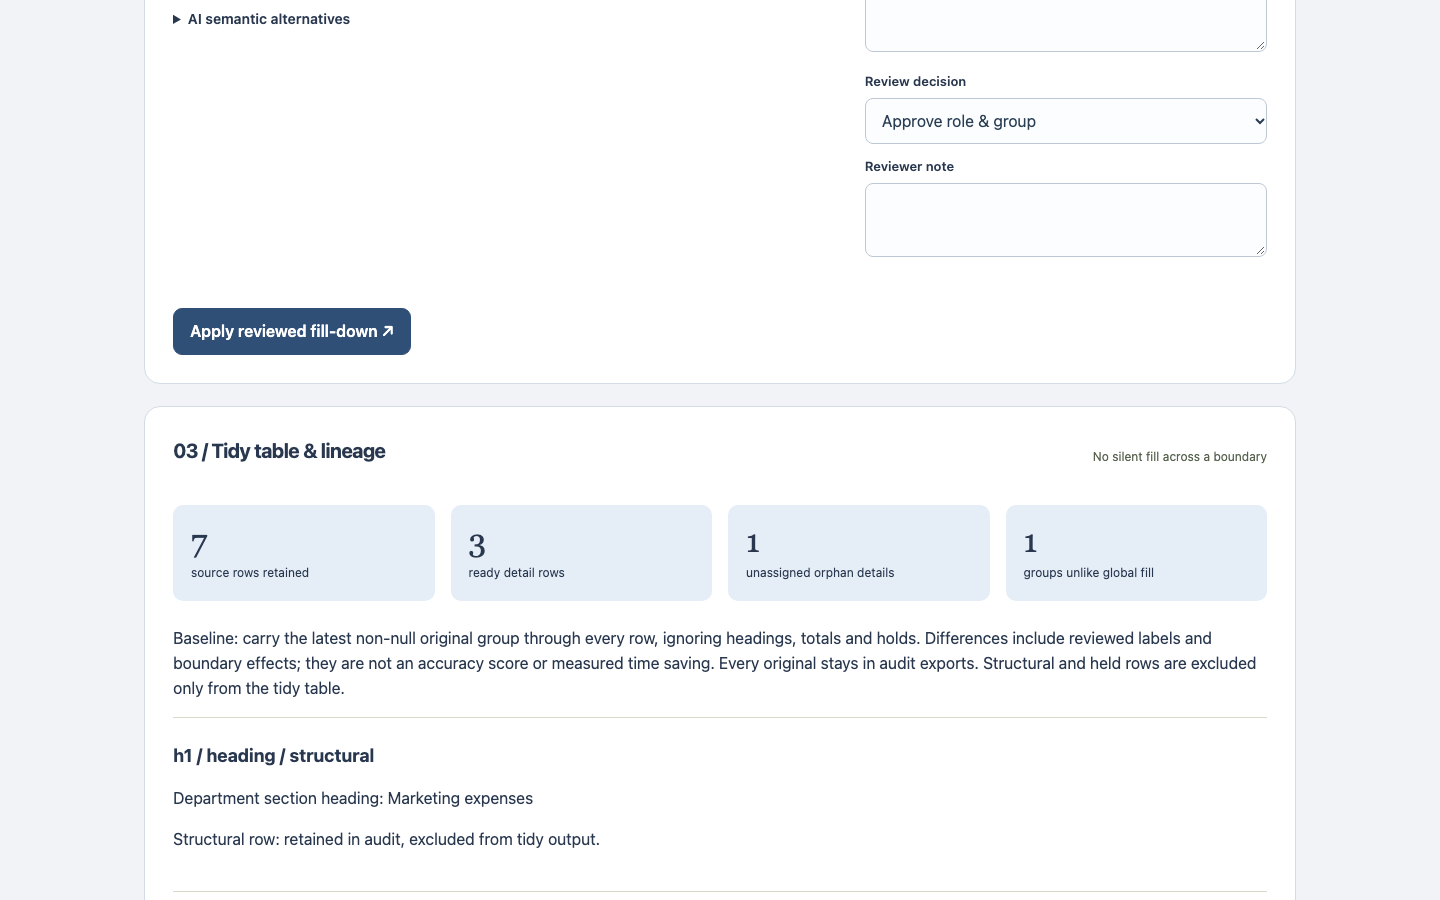 AI semantic alternatives
Review decision
Approve role & group
Reviewer note
Apply reviewed fill-down ↗
03 / Tidy table & lineage
No silent fill across a boundary
7
source rows retained
3
ready detail rows
1
unassigned orphan details
1
groups unlike global fill
Baseline: carry the latest non-null original group through every row, ignoring headings, totals and holds. Differences include reviewed labels and
boundary effects; they are not an accuracy score or measured time saving. Every original stays in audit exports. Structural and held rows are excluded
only from the tidy table.
h1 / heading / structural
Department section heading: Marketing expenses
Structural row: retained in audit, excluded from tidy output.